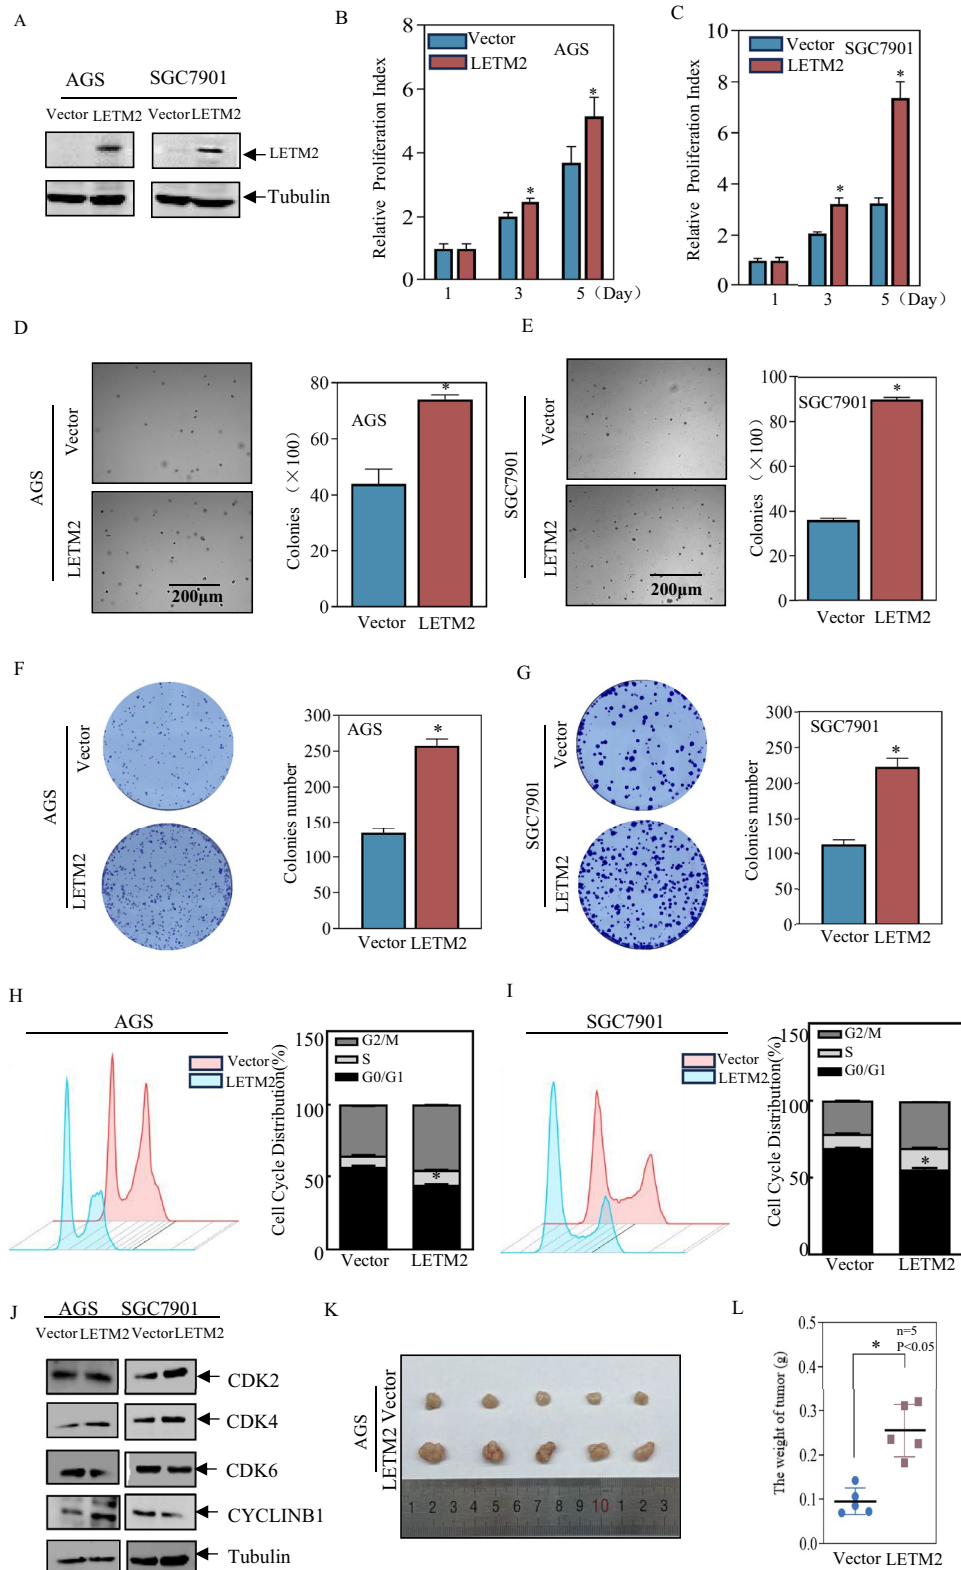 A
AGS SGC7901
Vector LETM2 Vector LETM2
LETM2
Tubulin
B
Relative Proliferation Index
8
6
4
2
0
Vector
LETM2
AGS
*
*
1 3 5（Day）
C
Relative Proliferation Index
10
8
6
4
2
0
Vector
LETM2
SGC7901
*
*
1 3 5（Day）
D
AGS
Vector
LETM2
200μm
Colonies （×100）
80
60
40
20
0
AGS
*
Vector LETM2
E
SGC7901
Vector
LETM2
200μm
Colonies （×100）
100
80
60
40
20
0
SGC7901
*
Vector LETM2
F
AGS
Vector
LETM2
Colonies number
300
250
200
150
100
50
0
AGS
*
Vector LETM2
G
SGC7901
Vector
LETM2
Colonies number
300
250
200
150
100
50
0
SGC7901
*
Vector LETM2
H
AGS
Vector
LETM2
Cell Cycle Distribution(%)
150
100
50
0
G2/M
S
G0/G1
*
Vector LETM2
I
SGC7901
Vector
LETM2
Cell Cycle Distribution(%)
150
100
50
0
G2/M
S
G0/G1
*
Vector LETM2
J
AGS SGC7901
Vector LETM2 Vector LETM2
CDK2
CDK4
CDK6
CYCLINB1
Tubulin
K
AGS
LETM2 Vector
1 2 3 4 5 6 7 8 9 10 1 2 3
L
The weight of tumor (g)
0.5
0.4
0.3
0.2
0.1
0.0
n=5
P<0.05
*
Vector LETM2